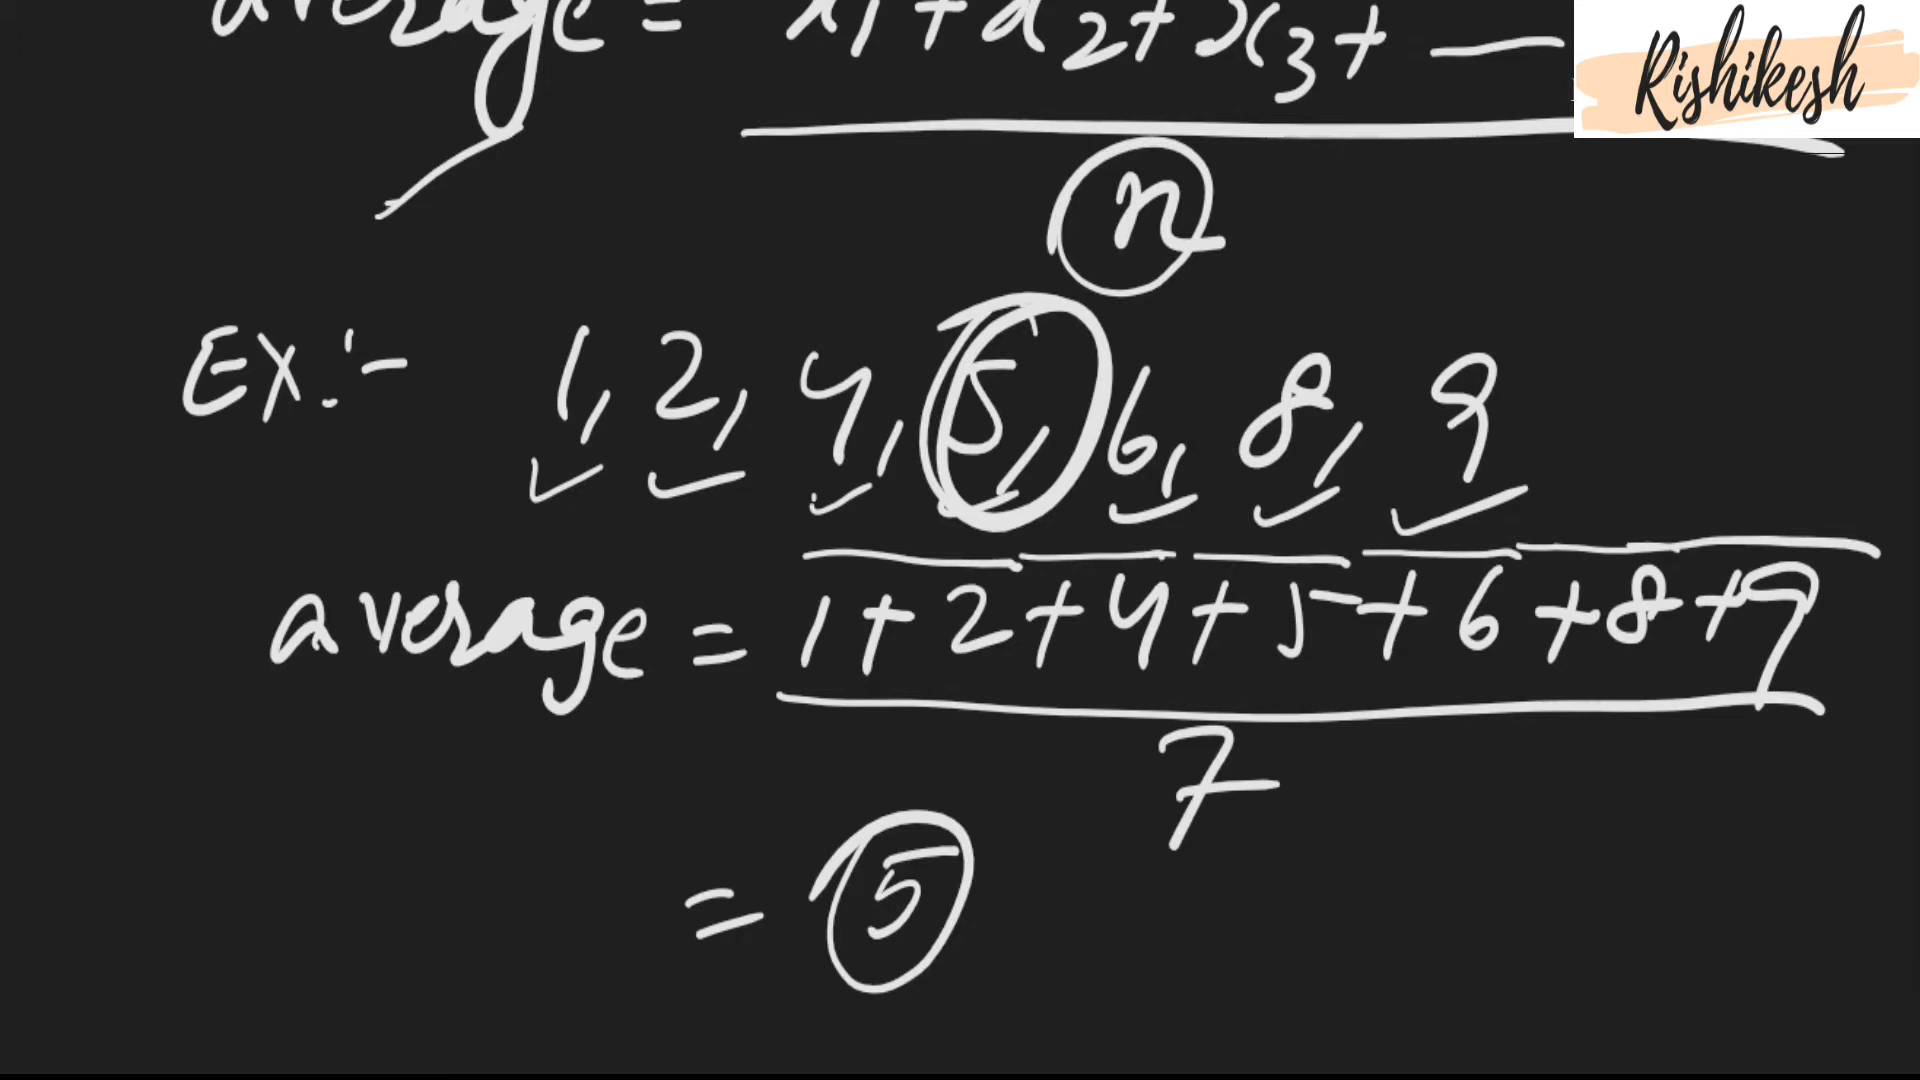 average = x₁ + x₂ + x₃ + —
Rishikesh
n
EX:- 1, 2, 4, 5, 6, 8, 9
average = 1 + 2 + 4 + 5 + 6 + 8 + 9
7
= 5